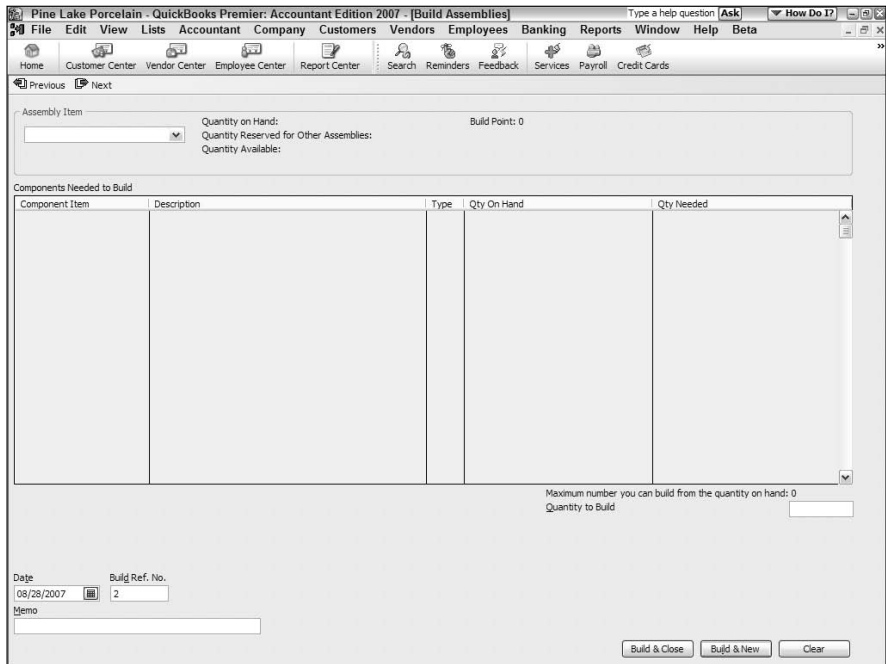 Pine Lake Porcelain - QuickBooks Premier: Accountant Edition 2007 - [Build Assemblies] Type a help question Ask How Do I?
File Edit View Lists Accountant Company Customers Vendors Employees Banking Reports Window Help Beta
Home Customer Center Vendor Center Employee Center Report Center Search Reminders Feedback Services Payroll Credit Cards
Previous Next
Assembly Item
Quantity on Hand: Build Point: 0
Quantity Reserved for Other Assemblies:
Quantity Available:
Components Needed to Build
Component Item Description Type Qty On Hand Qty Needed
Maximum number you can build from the quantity on hand: 0
Quantity to Build
Date Build Ref. No.
08/28/2007 2
Memo
Build & Close Build & New Clear